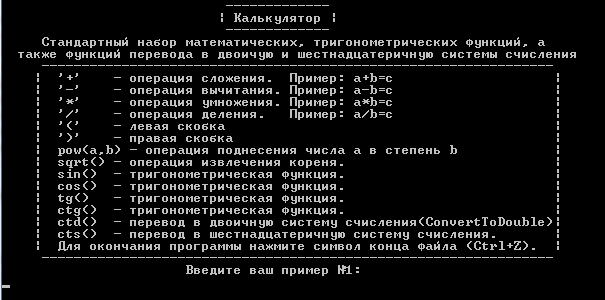 | Калькулятор |
Стандартный набор математических, тригонометрических функций, а
также функций перевода в двоичую и шестнадцатеричную системы счисления
| '+' - операция сложения. Пример: a+b=c |
| '-' - операция вычитания. Пример: a-b=c |
| '*' - операция умножения. Пример: a*b=c |
| '/' - операция деления. Пример: a/b=c |
| '(' - левая скобка |
| ')' - правая скобка |
| pow(a,b) - операция поднесения числа a в степень b |
| sqrt() - операция извлечения кореня. |
| sin() - тригонометрическая функция. |
| cos() - тригонометрическая функция. |
| tg() - тригонометрическая функция. |
| ctg() - тригонометрическая функция. |
| ctd() - перевод в двоичную систему счисления(ConvertToDouble)|
| cts() - перевод в шестнадцатеричную систему счисления. |
| Для окончания программы нажмите символ конца файла (Ctrl+Z). |
Введите ваш пример №1: